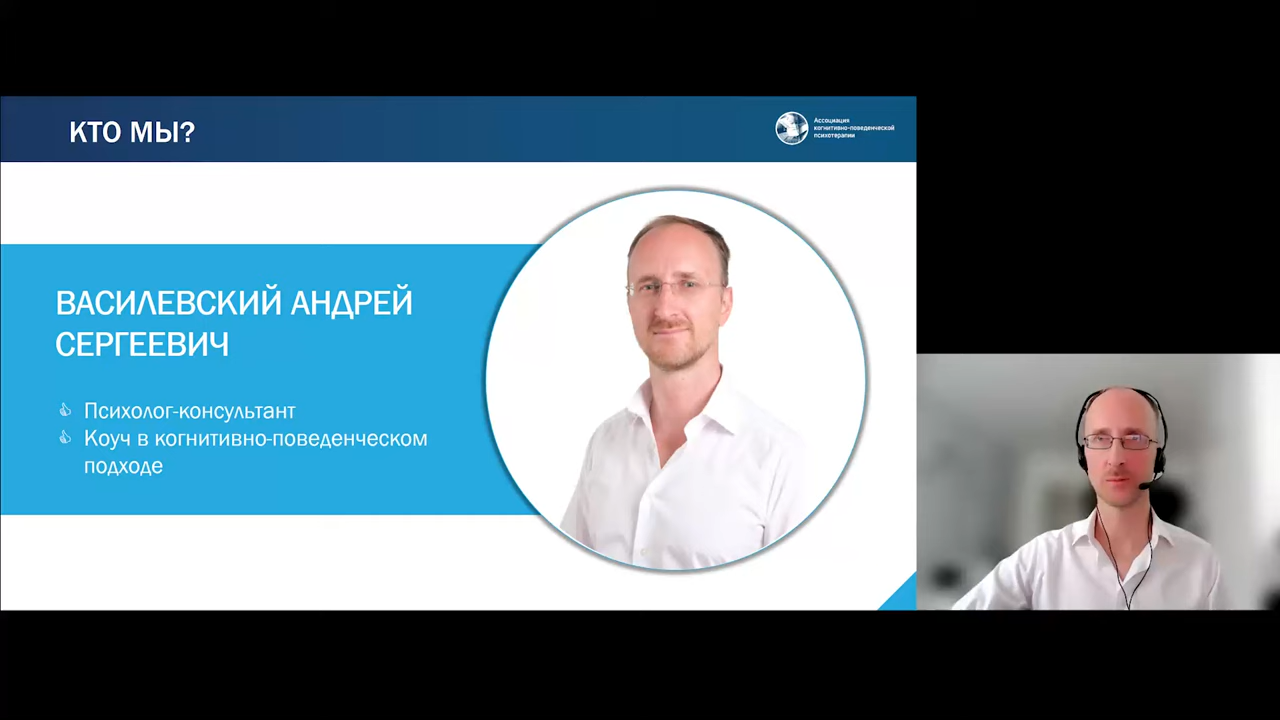 КТО МЫ?
Ассоциация
когнитивно-поведенческой
психотерапии
ВАСИЛЕВСКИЙ АНДРЕЙ
СЕРГЕЕВИЧ
Психолог-консультант
Коуч в когнитивно-поведенческом
подходе